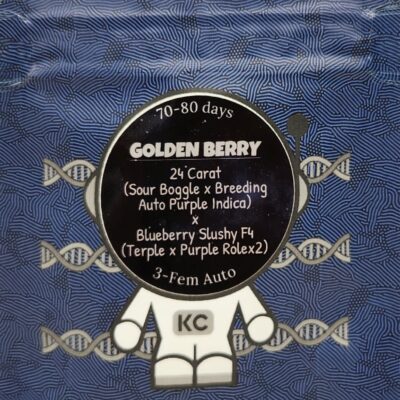 70-80 days
GOLDEN BERRY
24 Carat
(Sour Boggle x Breeding
Auto Purple Indica)
x
Blueberry Slushy F4
(Terple x Purple Rolex2)
3-Fem Auto
KC